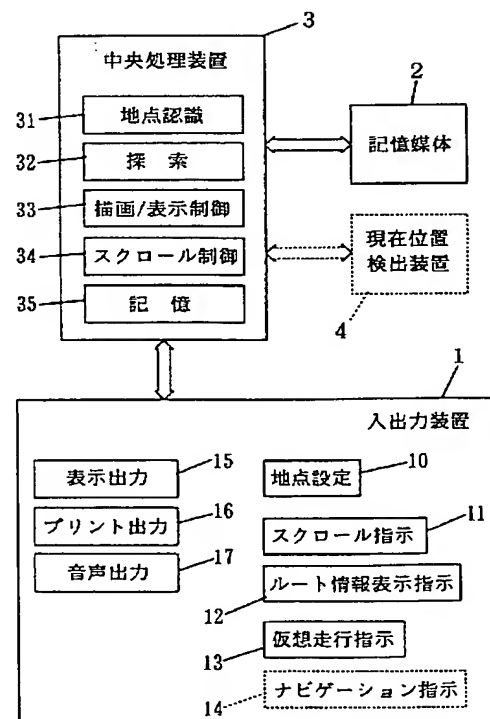 3
中央処理装置
31 地点認識
32 探 索
33 描画/表示制御
34 スクロール制御
35 記 憶
2
記憶媒体
現在位置
検出装置
4
1
入出力装置
表示出力 15
プリント出力 16
音声出力 17
地点設定 10
スクロール指示 11
ルート情報表示指示
12
仮想走行指示
13
ナビゲーション指示
14